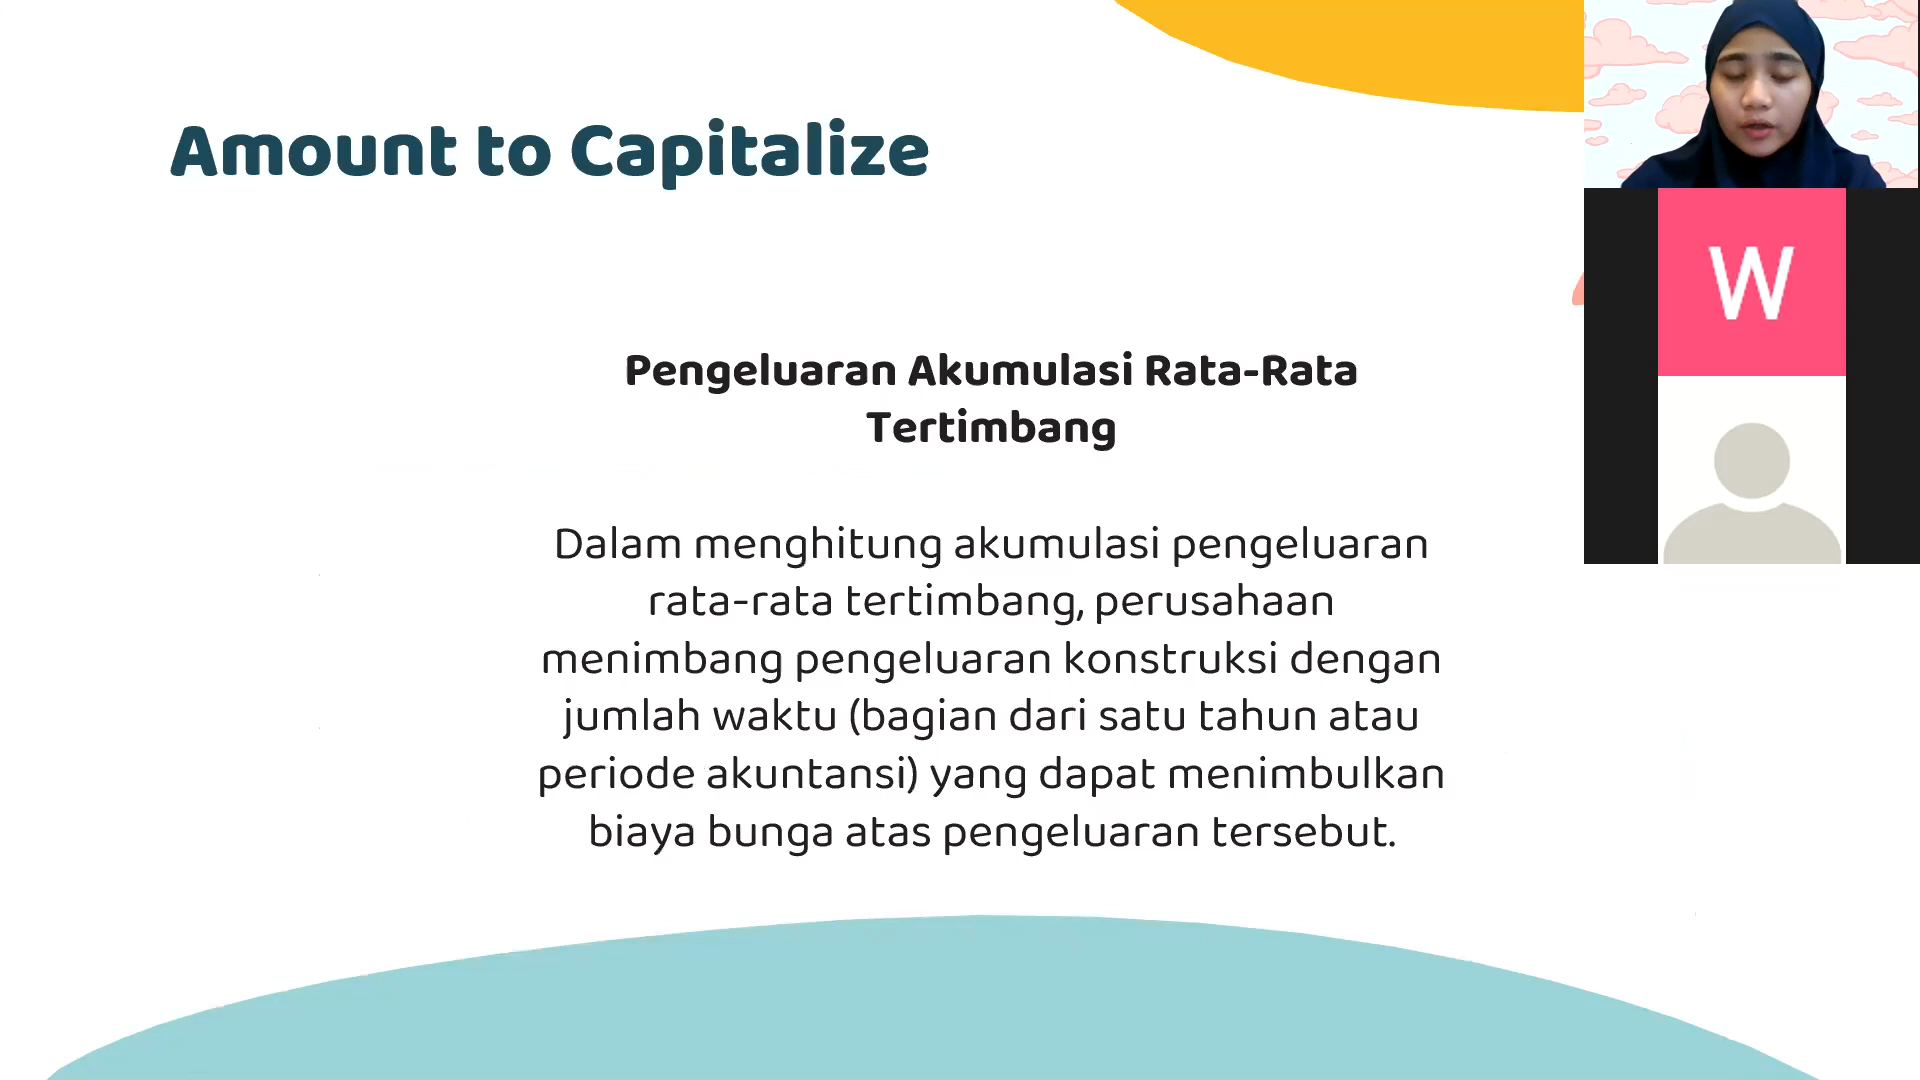 Amount to Capitalize
Pengeluaran Akumulasi Rata-Rata
Tertimbang
Dalam menghitung akumulasi pengeluaran
rata-rata tertimbang, perusahaan
menimbang pengeluaran konstruksi dengan
jumlah waktu (bagian dari satu tahun atau
periode akuntansi) yang dapat menimbulkan
biaya bunga atas pengeluaran tersebut.
W